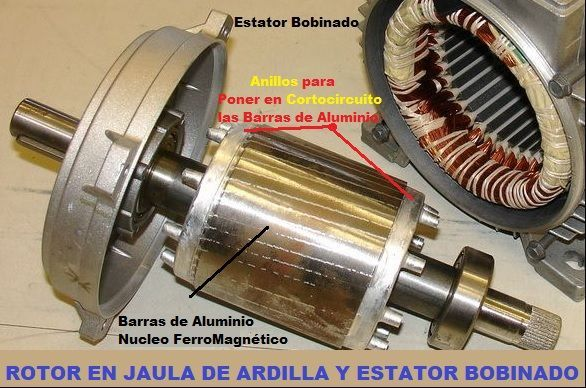 Estator Bobinado
Anillos para
Poner en Cortocircuito
las Barras de Aluminio
Barras de Aluminio
Nucleo FerroMagnético
ROTOR EN JAULA DE ARDILLA Y ESTATOR BOBINADO